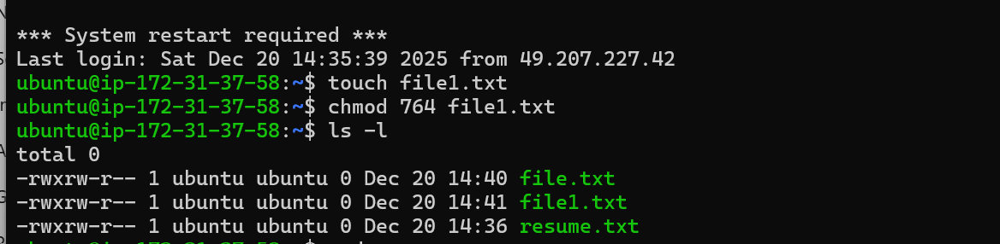 *** System restart required ***
Last login: Sat Dec 20 14:35:39 2025 from 49.207.227.42
ubuntu@ip-172-31-37-58:~$ touch file1.txt
ubuntu@ip-172-31-37-58:~$ chmod 764 file1.txt
ubuntu@ip-172-31-37-58:~$ ls -l
total 0
-rwxrw-r-- 1 ubuntu ubuntu 0 Dec 20 14:40 file.txt
-rwxrw-r-- 1 ubuntu ubuntu 0 Dec 20 14:41 file1.txt
-rwxrw-r-- 1 ubuntu ubuntu 0 Dec 20 14:36 resume.txt